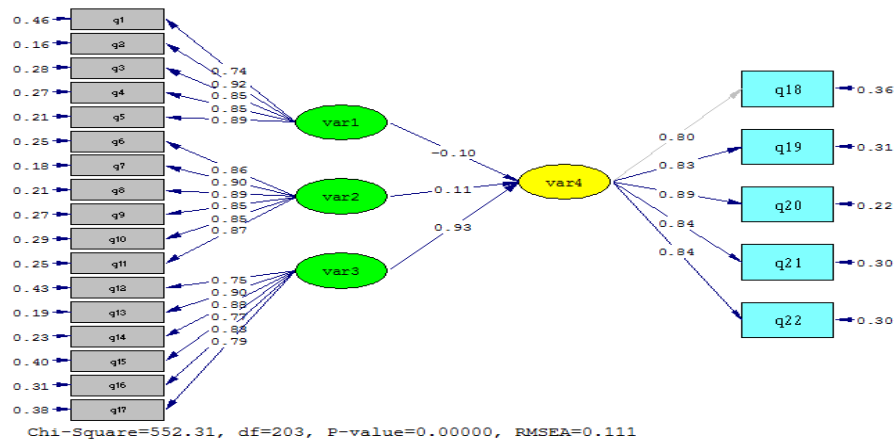 0.46 q1
0.16 q2
0.28 q3
0.27 q4
0.21 q5
0.25 q6
0.18 q7
0.21 q8
0.27 q9
0.29 q10
0.25 q11
0.43 q12
0.19 q13
0.23 q14
0.40 q15
0.31 q16
0.38 q17
0.74
0.92
0.85
0.85
0.89
0.86
0.90
0.89
0.85
0.85
0.87
0.75
0.90
0.88
0.77
0.83
0.79
var1
var2
var3
-0.10
0.11
0.93
var4
0.80
0.83
0.89
0.84
0.84
q18 0.36
q19 0.31
q20 0.22
q21 0.30
q22 0.30
Chi-Square=552.31, df=203, P-value=0.00000, RMSEA=0.111